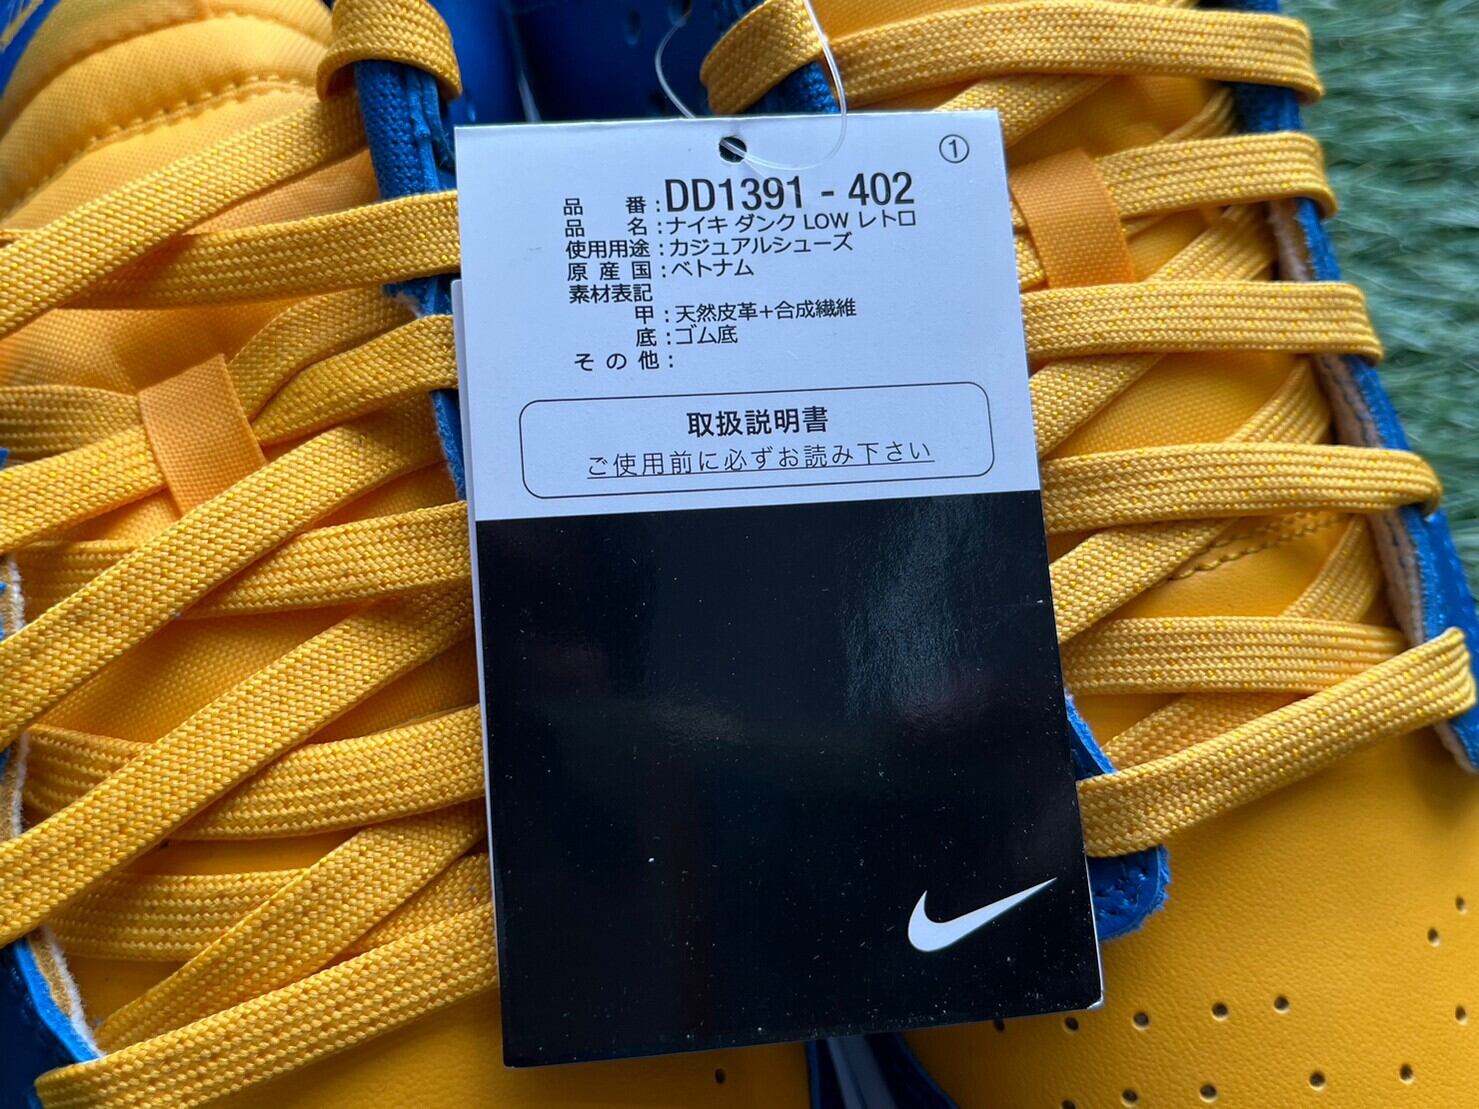 ①
品 番:DD1391 - 402
品 名:ナイキ ダンク LOW レトロ
使用用途:カジュアルシューズ
原 産 国:ベトナム
素材表記
甲:天然皮革+合成繊維
底:ゴム底
そ の 他:
取扱説明書
ご使用前に必ずお読み下さい